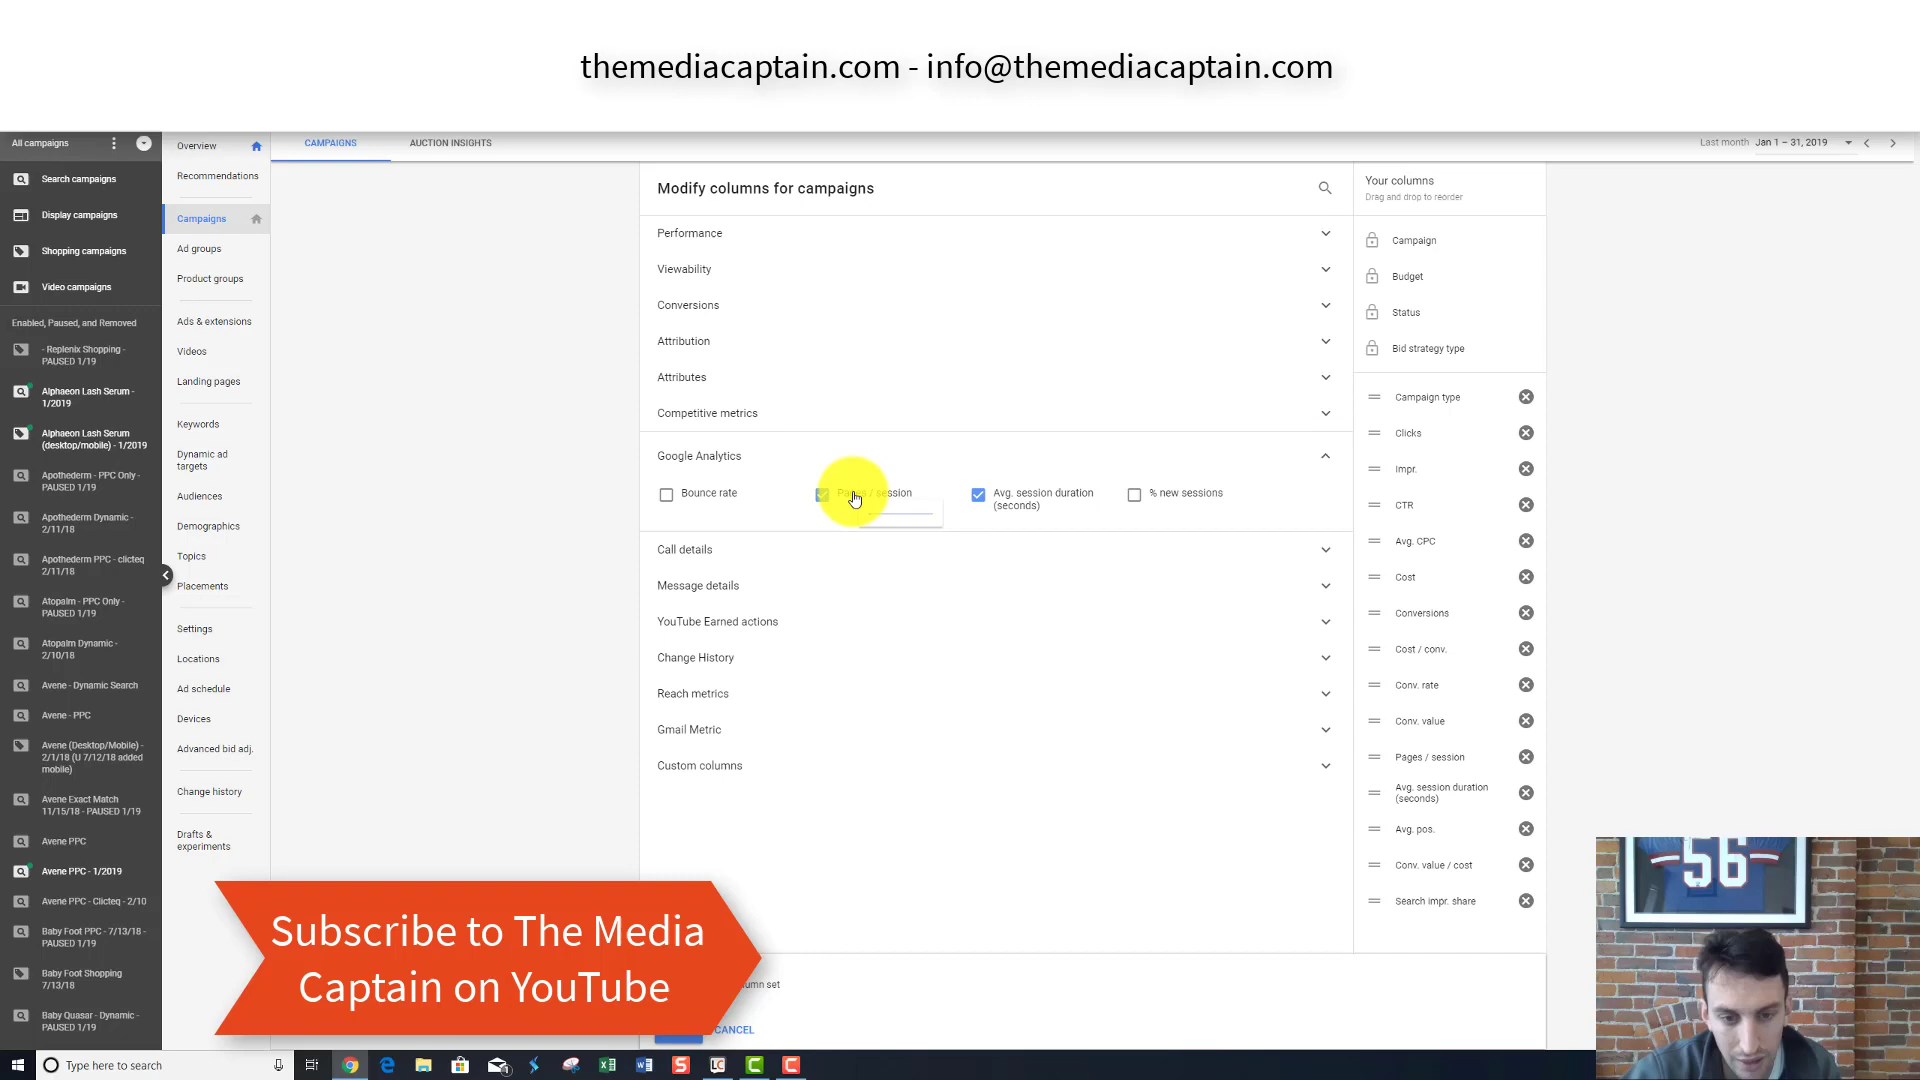 themediacaptain.com - info@themediacaptain.com
All campaigns
Search campaigns
Display campaigns
Shopping campaigns
Video campaigns
Enabled, Paused, and Removed
- Replenix Shopping -
PAUSED 1/19
Alphaeon Lash Serum -
1/2019
Alphaeon Lash Serum
(desktop/mobile) - 1/2019
Apothederm - PPC Only -
PAUSED 1/19
Apothederm Dynamic -
2/11/18
Apothederm PPC - clicteq
2/11/18
Atopalm - PPC Only -
PAUSED 1/19
Atopalm Dynamic -
2/10/18
Avene - Dynamic Search
Avene - PPC
Avene (Desktop/Mobile) -
2/1/18 (U 7/12/18 added
mobile)
Avene Exact Match
11/15/18 - PAUSED 1/19
Avene PPC
Avene PPC - 1/2019
Avene PPC - Clicteq - 2/10
Baby Foot PPC - 7/13/18 -
PAUSED 1/19
Baby Foot Shopping
7/13/18
Baby Quasar - Dynamic -
PAUSED 1/19
Overview
Recommendations
Campaigns
Ad groups
Product groups
Ads & extensions
Videos
Landing pages
Keywords
Dynamic ad
targets
Audiences
Demographics
Topics
Placements
Settings
Locations
Ad schedule
Devices
Advanced bid adj.
Change history
Drafts &
experiments
CAMPAIGNS
AUCTION INSIGHTS
Last month Jan 1 – 31, 2019
Modify columns for campaigns
Performance
Viewability
Conversions
Attribution
Attributes
Competitive metrics
Google Analytics
Bounce rate
Pages / session
Avg. session duration
(seconds)
% new sessions
Call details
Message details
YouTube Earned actions
Change History
Reach metrics
Gmail Metric
Custom columns
Your columns
Drag and drop to reorder
Campaign
Budget
Status
Bid strategy type
Campaign type
Clicks
Impr.
CTR
Avg. CPC
Cost
Conversions
Cost / conv.
Conv. rate
Conv. value
Pages / session
Avg. session duration
(seconds)
Avg. pos.
Conv. value / cost
Search impr. share
Subscribe to The Media
Captain on YouTube
set
CANCEL
56
Type here to search